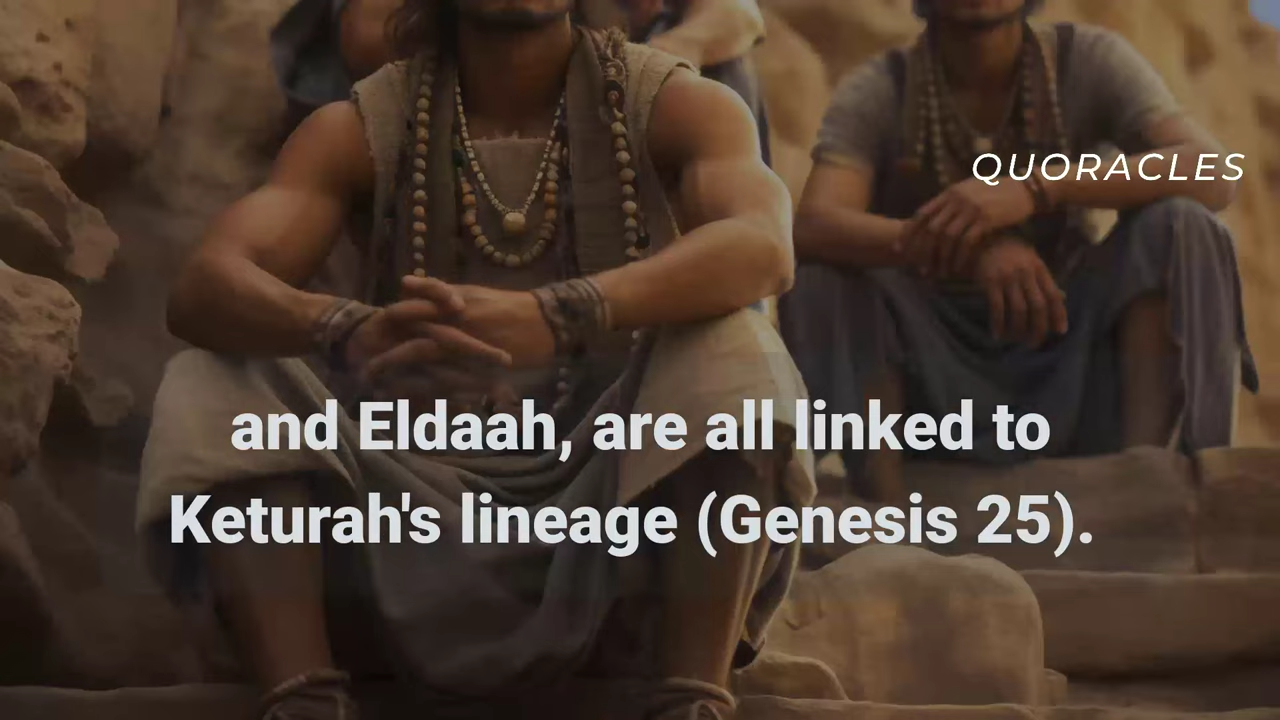 QUORACLES
and Eldaah, are all linked to
Keturah's lineage (Genesis 25).